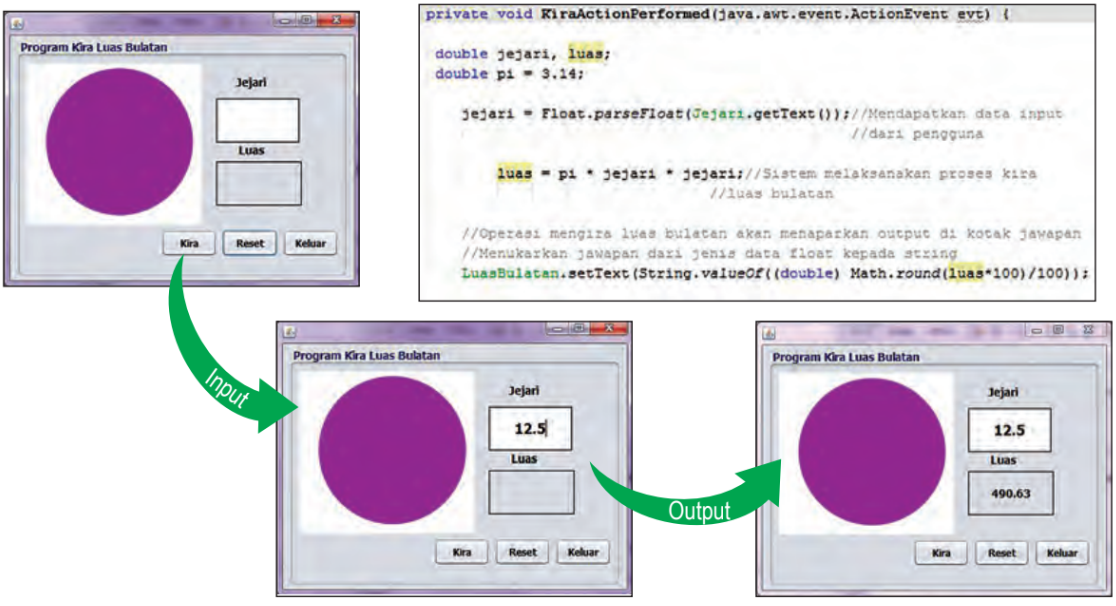 Program Kira Luas Bulatan
Jejari
Luas
Kira Reset Keluar
private void KiraActionPerformed(java.awt.event.ActionEvent evt) {
double jejari, luas;
double pi = 3.14;
jejari = Float.parseFloat(Jejari.getText());//Mendapatkan data input
//dari pengguna
luas = pi * jejari * jejari;//Sistem melaksanakan proses kira
//luas bulatan
//Operasi mengira luas bulatan akan menaparkan output di kotak jawapan
//Menukarkan jawapan dari jenis data float kepada string
LuasBulatan.setText(String.valueOf((double) Math.round(luas*100)/100));
Input
Program Kira Luas Bulatan
Jejari
12.5
Luas
Kira Reset Keluar
Output
Program Kira Luas Bulatan
Jejari
12.5
Luas
490.63
Kira Reset Keluar